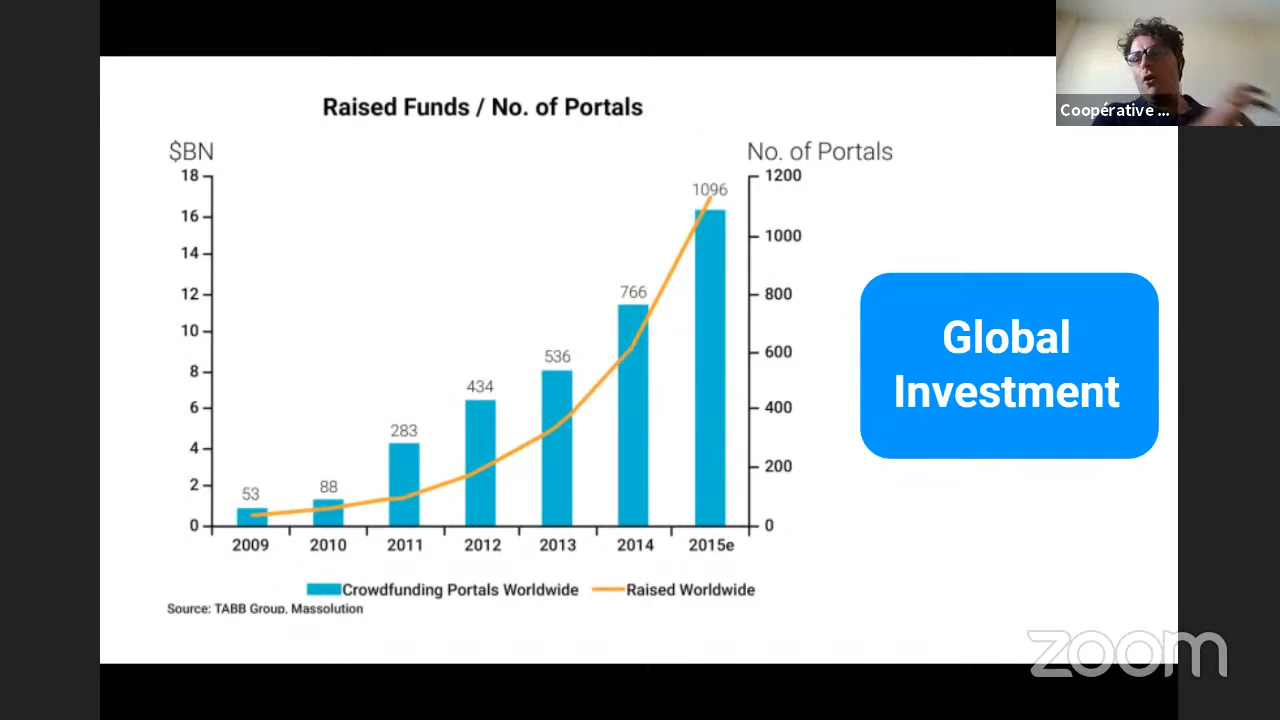 Raised Funds / No. of Portals
Coopérative ...
$BN
No. of Portals
18
16
14
12
10
8
6
4
2
0
1200
1000
800
600
400
200
0
53
88
283
434
536
766
1096
2009 2010 2011 2012 2013 2014 2015e
Crowdfunding Portals Worldwide
Raised Worldwide
Source: TABB Group, Massolution
Global
Investment
zoom